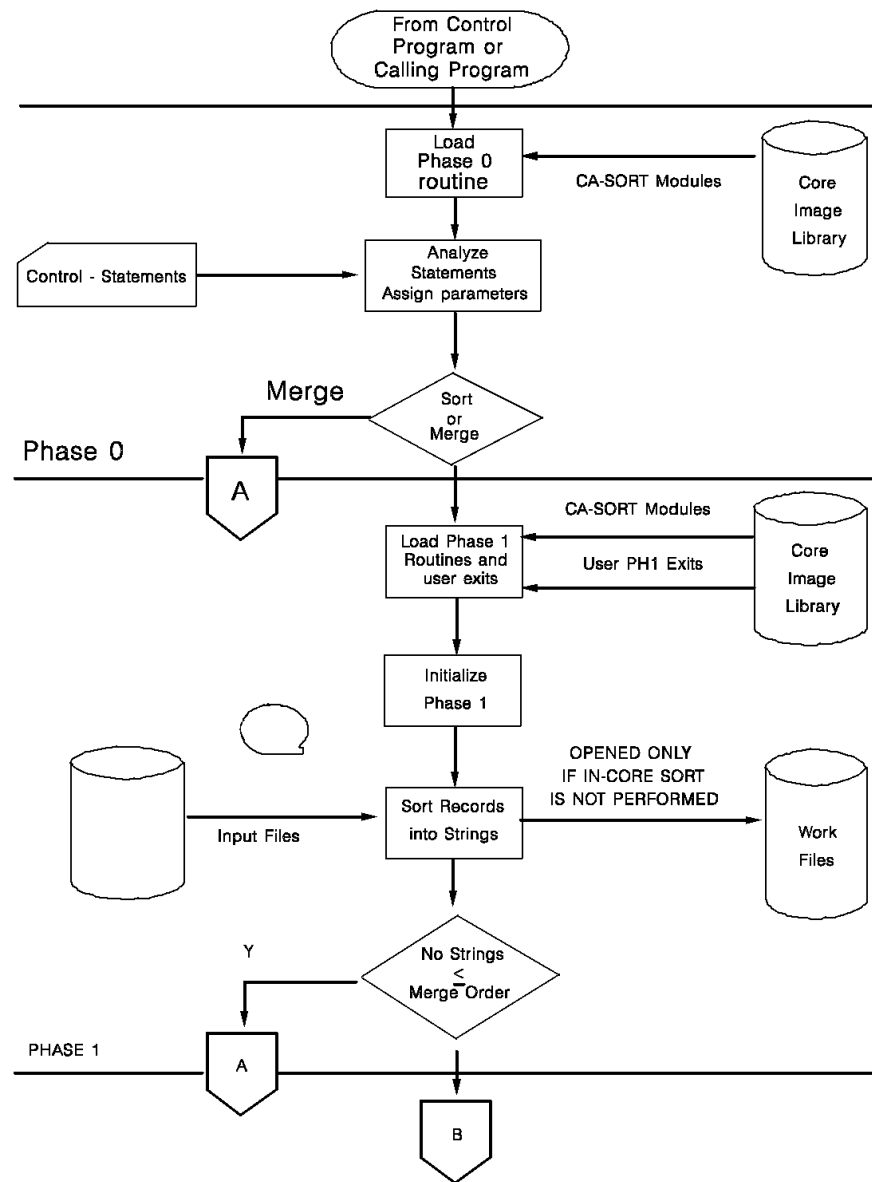 From Control
Program or
Calling Program
Load
Phase 0
routine
CA-SORT Modules
Core
Image
Library
Control - Statements
Analyze
Statements
Assign parameters
Merge
Sort
or
Merge
Phase 0
A
CA-SORT Modules
Load Phase 1
Routines and
user exits
User PH1 Exits
Core
Image
Library
Initialize
Phase 1
OPENED ONLY
IF IN-CORE SORT
IS NOT PERFORMED
Input Files
Sort Records
into Strings
Work
Files
Y
No Strings
≤
Merge Order
PHASE 1
A
B